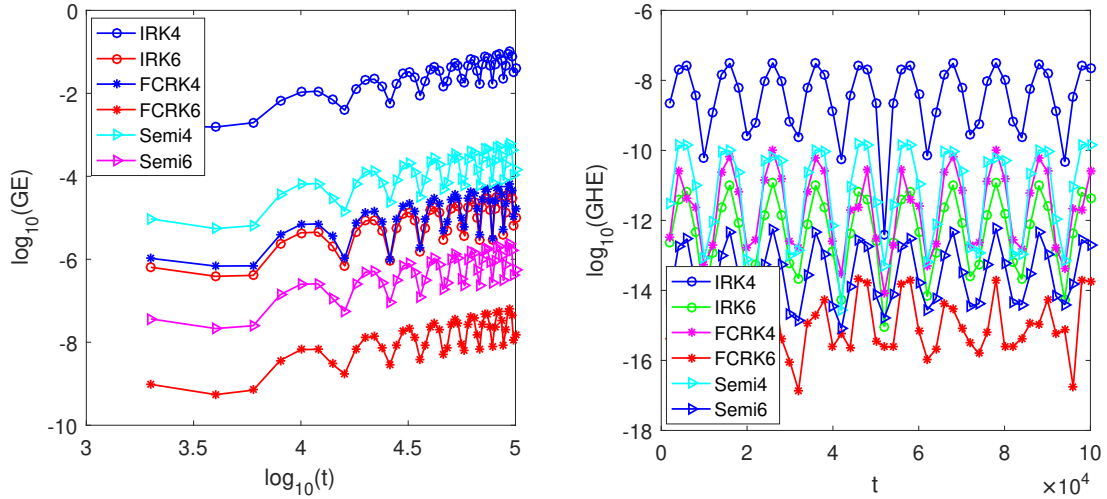 0
-2
-4
-6
-8
-10
3
3.5
4
4.5
5
log10(t)
log10(GE)
IRK4
IRK6
FCRK4
FCRK6
Semi4
Semi6
-6
-8
-10
-12
-14
-16
-18
0
2
4
6
8
10
t
×10^4
log10(GHE)
IRK4
IRK6
FCRK4
FCRK6
Semi4
Semi6